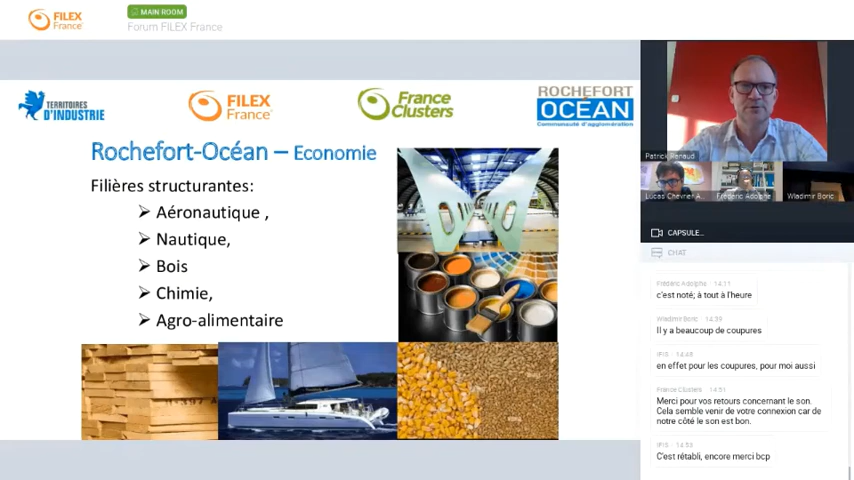 FILEX
France
MAIN ROOM
Forum FILEX France
TERRITOIRES
D'INDUSTRIE
FILEX
France
France
Clusters
ROCHEFORT
OCÉAN
Communauté d'agglomération
Rochefort-Océan – Economie
Filières structurantes:
➢ Aéronautique ,
➢ Nautique,
➢ Bois
➢ Chimie,
➢ Agro-alimentaire
Patrick Renaud
Lucas Chevrier A...
Frédéric Adolphe
Wladimir Boric
CAPSULE...
CHAT
Frédéric Adolphe 14:11
c'est noté; à tout à l'heure
Wladimir Boric 14:39
Il y a beaucoup de coupures
14:48
en effet pour les coupures, pour moi aussi
France Clusters 14:51
Merci pour vos retours concernant le son.
Cela semble venir de votre connexion car de
notre côté le son est bon.
14:53
C'est rétabli, encore merci bcp